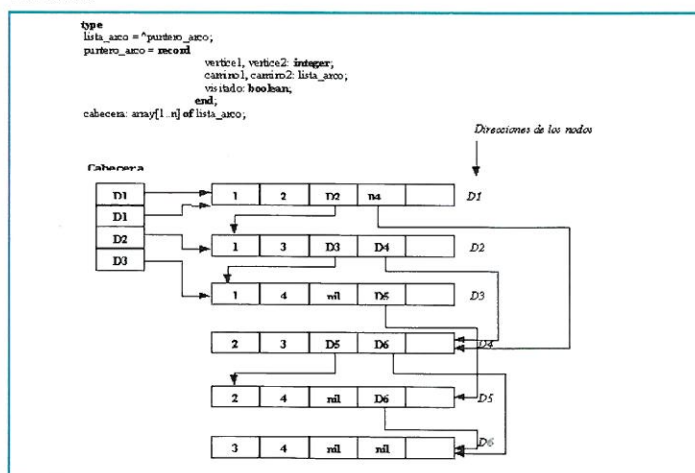 type
lista_arco = ^puntero_arco;
puntero_arco = record
vertice1, vertice2: integer;
camino1, camino2: lista_arco;
visitado: boolean;
end;
cabecera: array[1..n] of lista_arco;
Direcciones de los nodos
Cabecera
D1
D1
D2
D3
1 2 D2 D4 D1
1 3 D3 D4 D2
1 4 nil D5 D3
2 3 D5 D6 D4
2 4 nil D6 D5
3 4 nil nil D6